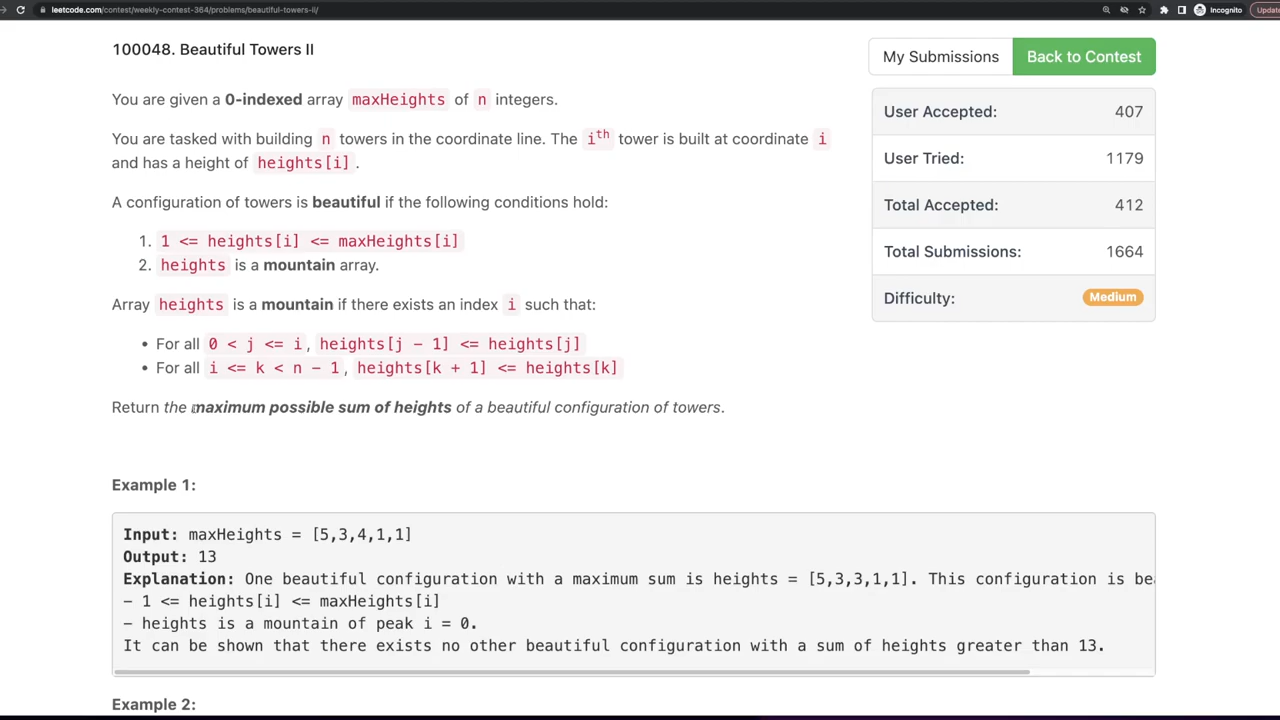 leetcode.com/contest/weekly-contest-364/problems/beautiful-towers-ii/
Incognito
Update
100048. Beautiful Towers II
My Submissions
Back to Contest
You are given a 0-indexed array maxHeights of n integers.
You are tasked with building n towers in the coordinate line. The ith tower is built at coordinate i
and has a height of heights[i] .
A configuration of towers is beautiful if the following conditions hold:
1. 1 <= heights[i] <= maxHeights[i]
2. heights is a mountain array.
Array heights is a mountain if there exists an index i such that:
• For all 0 < j <= i, heights[j - 1] <= heights[j]
• For all i <= k < n - 1, heights[k + 1] <= heights[k]
Return the maximum possible sum of heights of a beautiful configuration of towers.
User Accepted: 407
User Tried: 1179
Total Accepted: 412
Total Submissions: 1664
Difficulty: Medium
Example 1:
Input: maxHeights = [5,3,4,1,1]
Output: 13
Explanation: One beautiful configuration with a maximum sum is heights = [5,3,3,1,1]. This configuration is be
- 1 <= heights[i] <= maxHeights[i]
- heights is a mountain of peak i = 0.
It can be shown that there exists no other beautiful configuration with a sum of heights greater than 13.
Example 2: